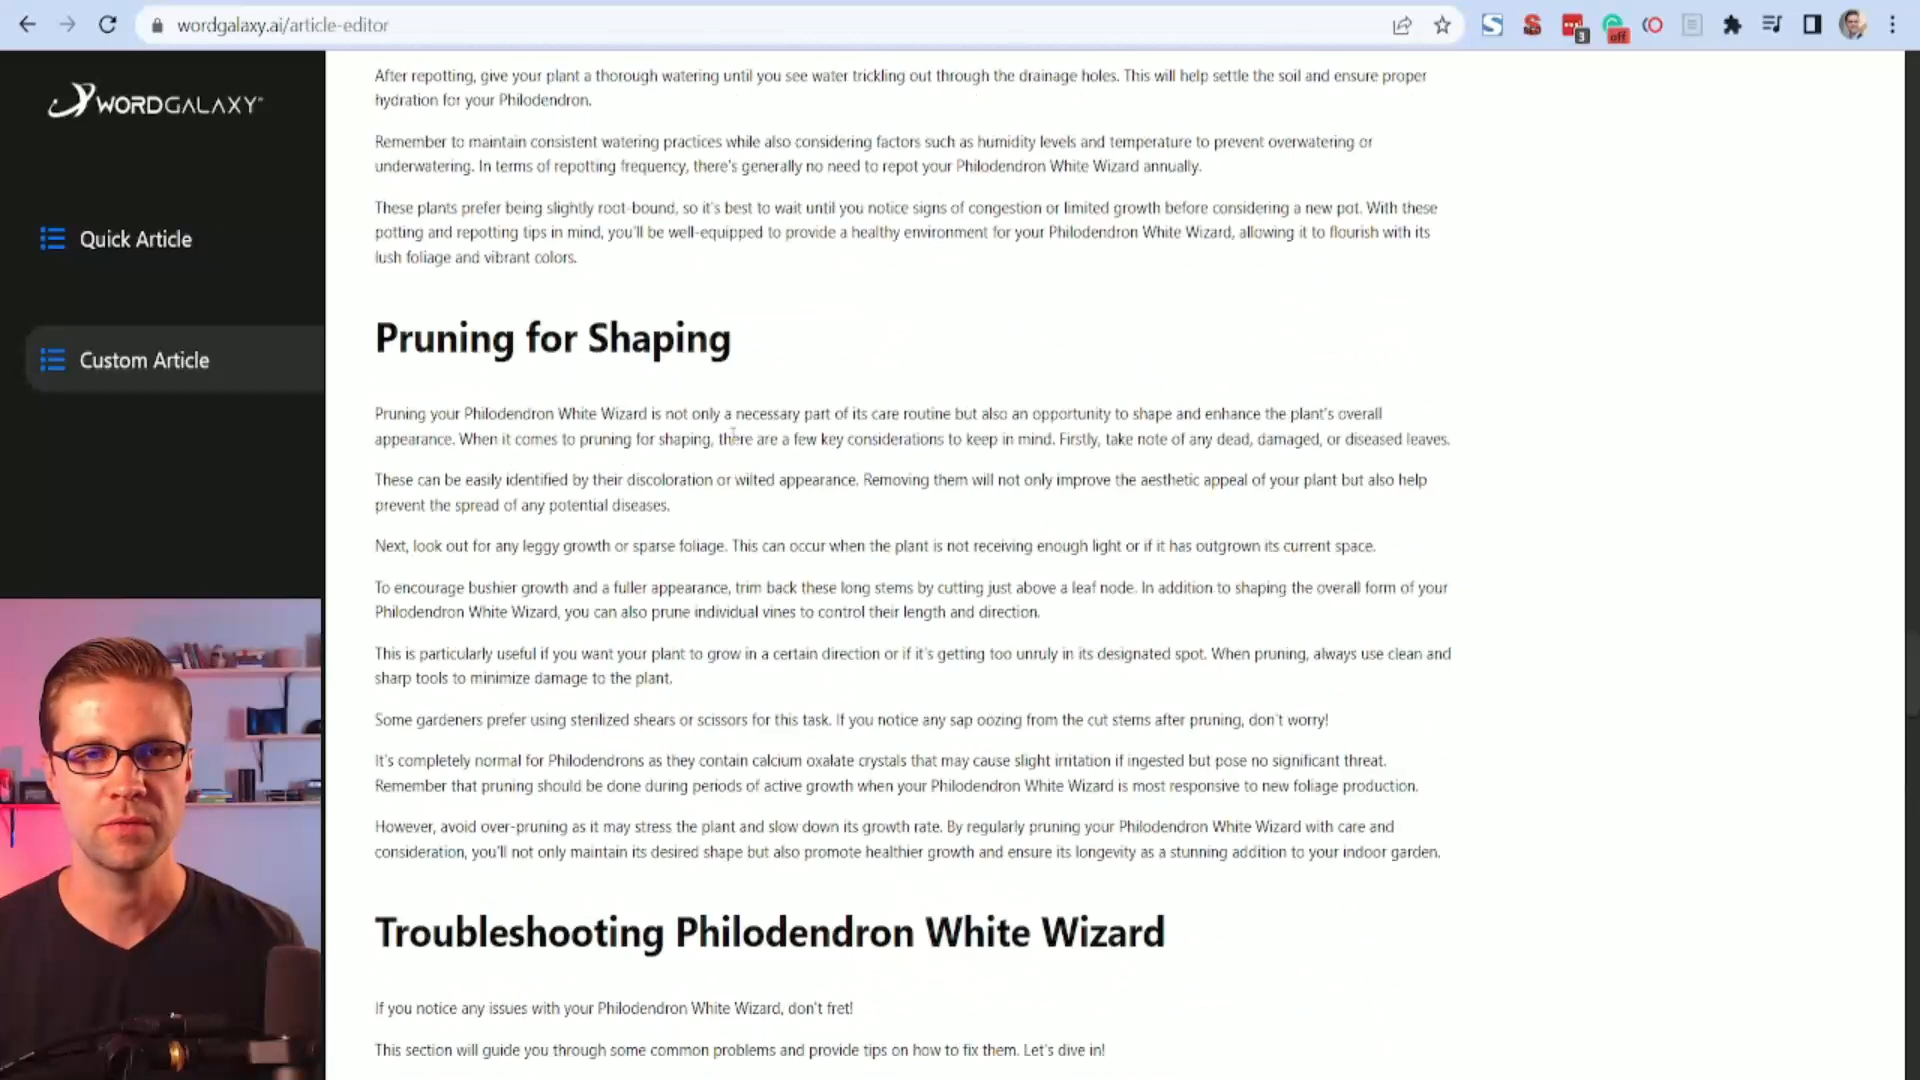 wordgalaxy.ai/article-editor
3
off
WORDGALAXY
Quick Article
Custom Article
After repotting, give your plant a thorough watering until you see water trickling out through the drainage holes. This will help settle the soil and ensure proper
hydration for your Philodendron.
Remember to maintain consistent watering practices while also considering factors such as humidity levels and temperature to prevent overwatering or
underwatering. In terms of repotting frequency, there's generally no need to repot your Philodendron White Wizard annually.
These plants prefer being slightly root-bound, so it's best to wait until you notice signs of congestion or limited growth before considering a new pot. With these
potting and repotting tips in mind, you'll be well-equipped to provide a healthy environment for your Philodendron White Wizard, allowing it to flourish with its
lush foliage and vibrant colors.
Pruning for Shaping
Pruning your Philodendron White Wizard is not only a necessary part of its care routine but also an opportunity to shape and enhance the plant's overall
appearance. When it comes to pruning for shaping, there are a few key considerations to keep in mind. Firstly, take note of any dead, damaged, or diseased leaves.
These can be easily identified by their discoloration or wilted appearance. Removing them will not only improve the aesthetic appeal of your plant but also help
prevent the spread of any potential diseases.
Next, look out for any leggy growth or sparse foliage. This can occur when the plant is not receiving enough light or if it has outgrown its current space.
To encourage bushier growth and a fuller appearance, trim back these long stems by cutting just above a leaf node. In addition to shaping the overall form of your
Philodendron White Wizard, you can also prune individual vines to control their length and direction.
This is particularly useful if you want your plant to grow in a certain direction or if it's getting too unruly in its designated spot. When pruning, always use clean and
sharp tools to minimize damage to the plant.
Some gardeners prefer using sterilized shears or scissors for this task. If you notice any sap oozing from the cut stems after pruning, don't worry!
It's completely normal for Philodendrons as they contain calcium oxalate crystals that may cause slight irritation if ingested but pose no significant threat.
Remember that pruning should be done during periods of active growth when your Philodendron White Wizard is most responsive to new foliage production.
However, avoid over-pruning as it may stress the plant and slow down its growth rate. By regularly pruning your Philodendron White Wizard with care and
consideration, you'll not only maintain its desired shape but also promote healthier growth and ensure its longevity as a stunning addition to your indoor garden.
Troubleshooting Philodendron White Wizard
If you notice any issues with your Philodendron White Wizard, don't fret!
This section will guide you through some common problems and provide tips on how to fix them. Let's dive in!